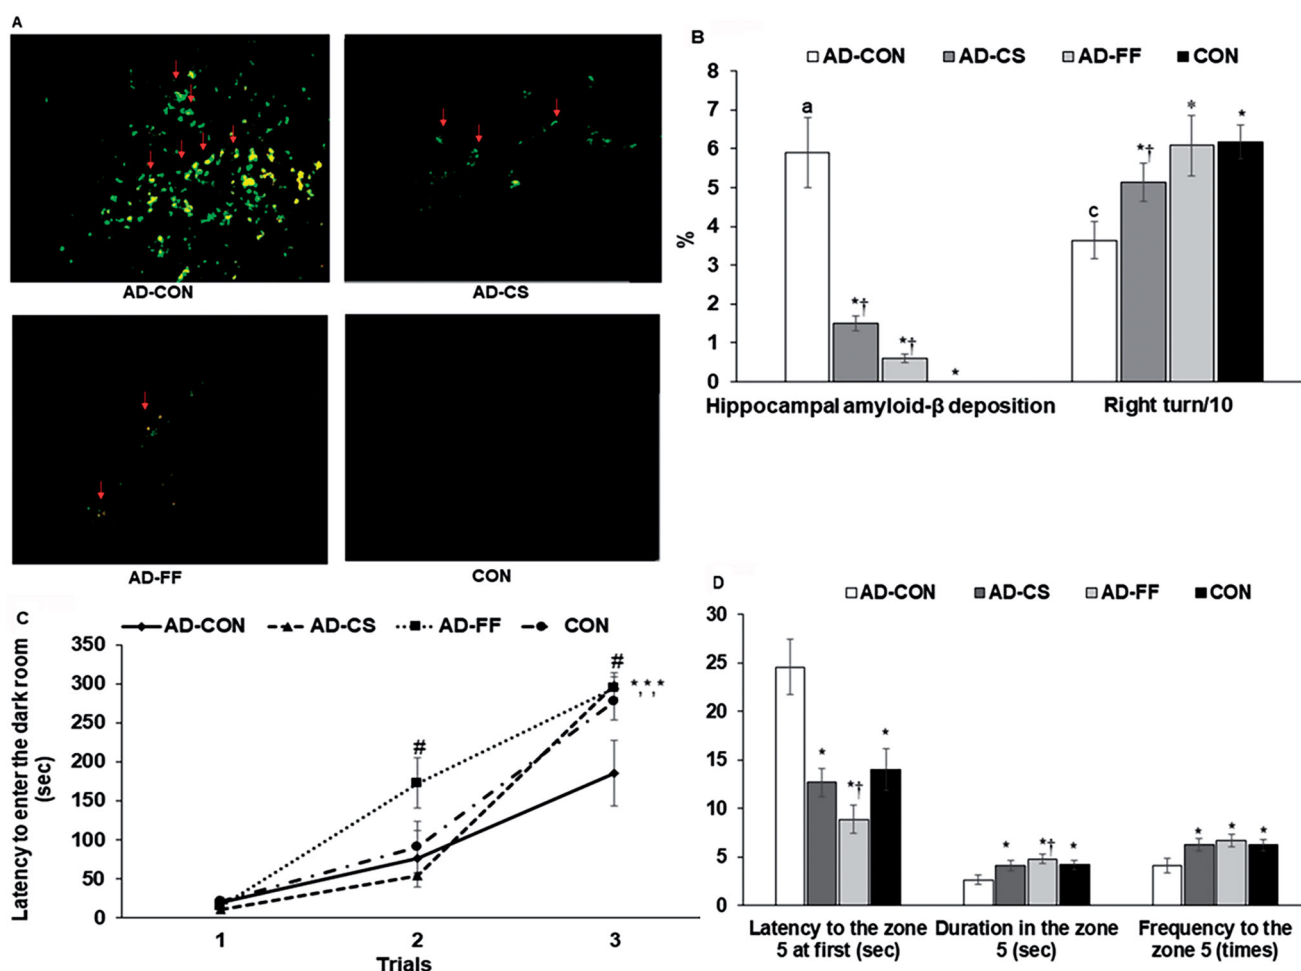 A
AD-CON
AD-CS
AD-FF
CON
B
AD-CON AD-CS AD-FF CON
8
7
6
5
4
3
2
1
0
%
a
*†
*†
*
c
*†
*
*
Hippocampal amyloid-β deposition Right turn/10
C
AD-CON AD-CS AD-FF CON
350
300
250
200
150
100
50
0
Latency to enter the dark room
(sec)
#
#
*,*,*
1 2 3
Trials
D
AD-CON AD-CS AD-FF CON
30
25
20
15
10
5
0
*
*†
*
*
*†
*
*
*
*
Latency to the zone
5 at first (sec)
Duration in the zone
5 (sec)
Frequency to the
zone 5 (times)